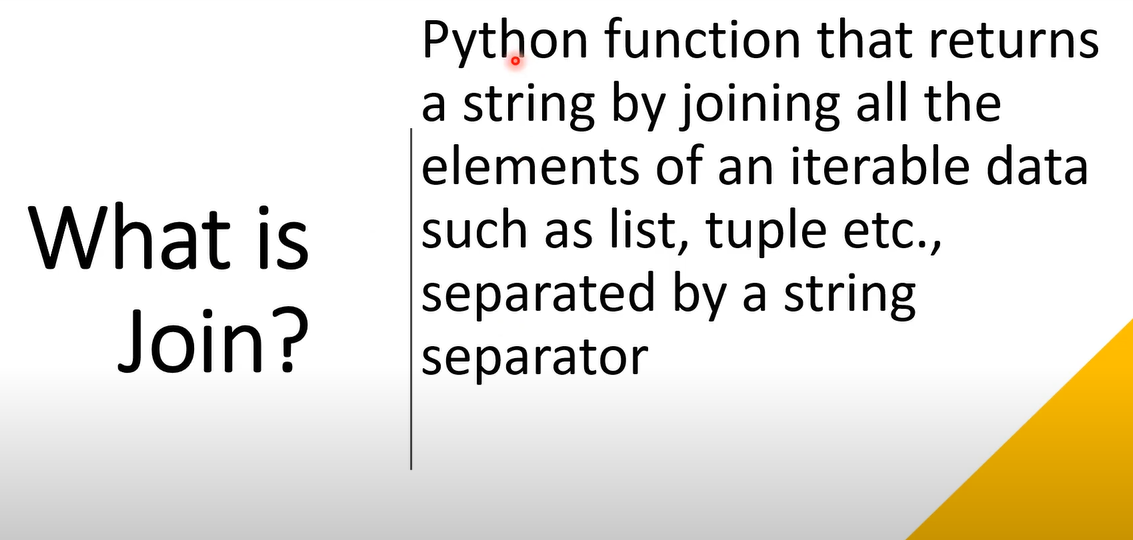 What is
Join?
Python function that returns
a string by joining all the
elements of an iterable data
such as list, tuple etc.,
separated by a string
separator